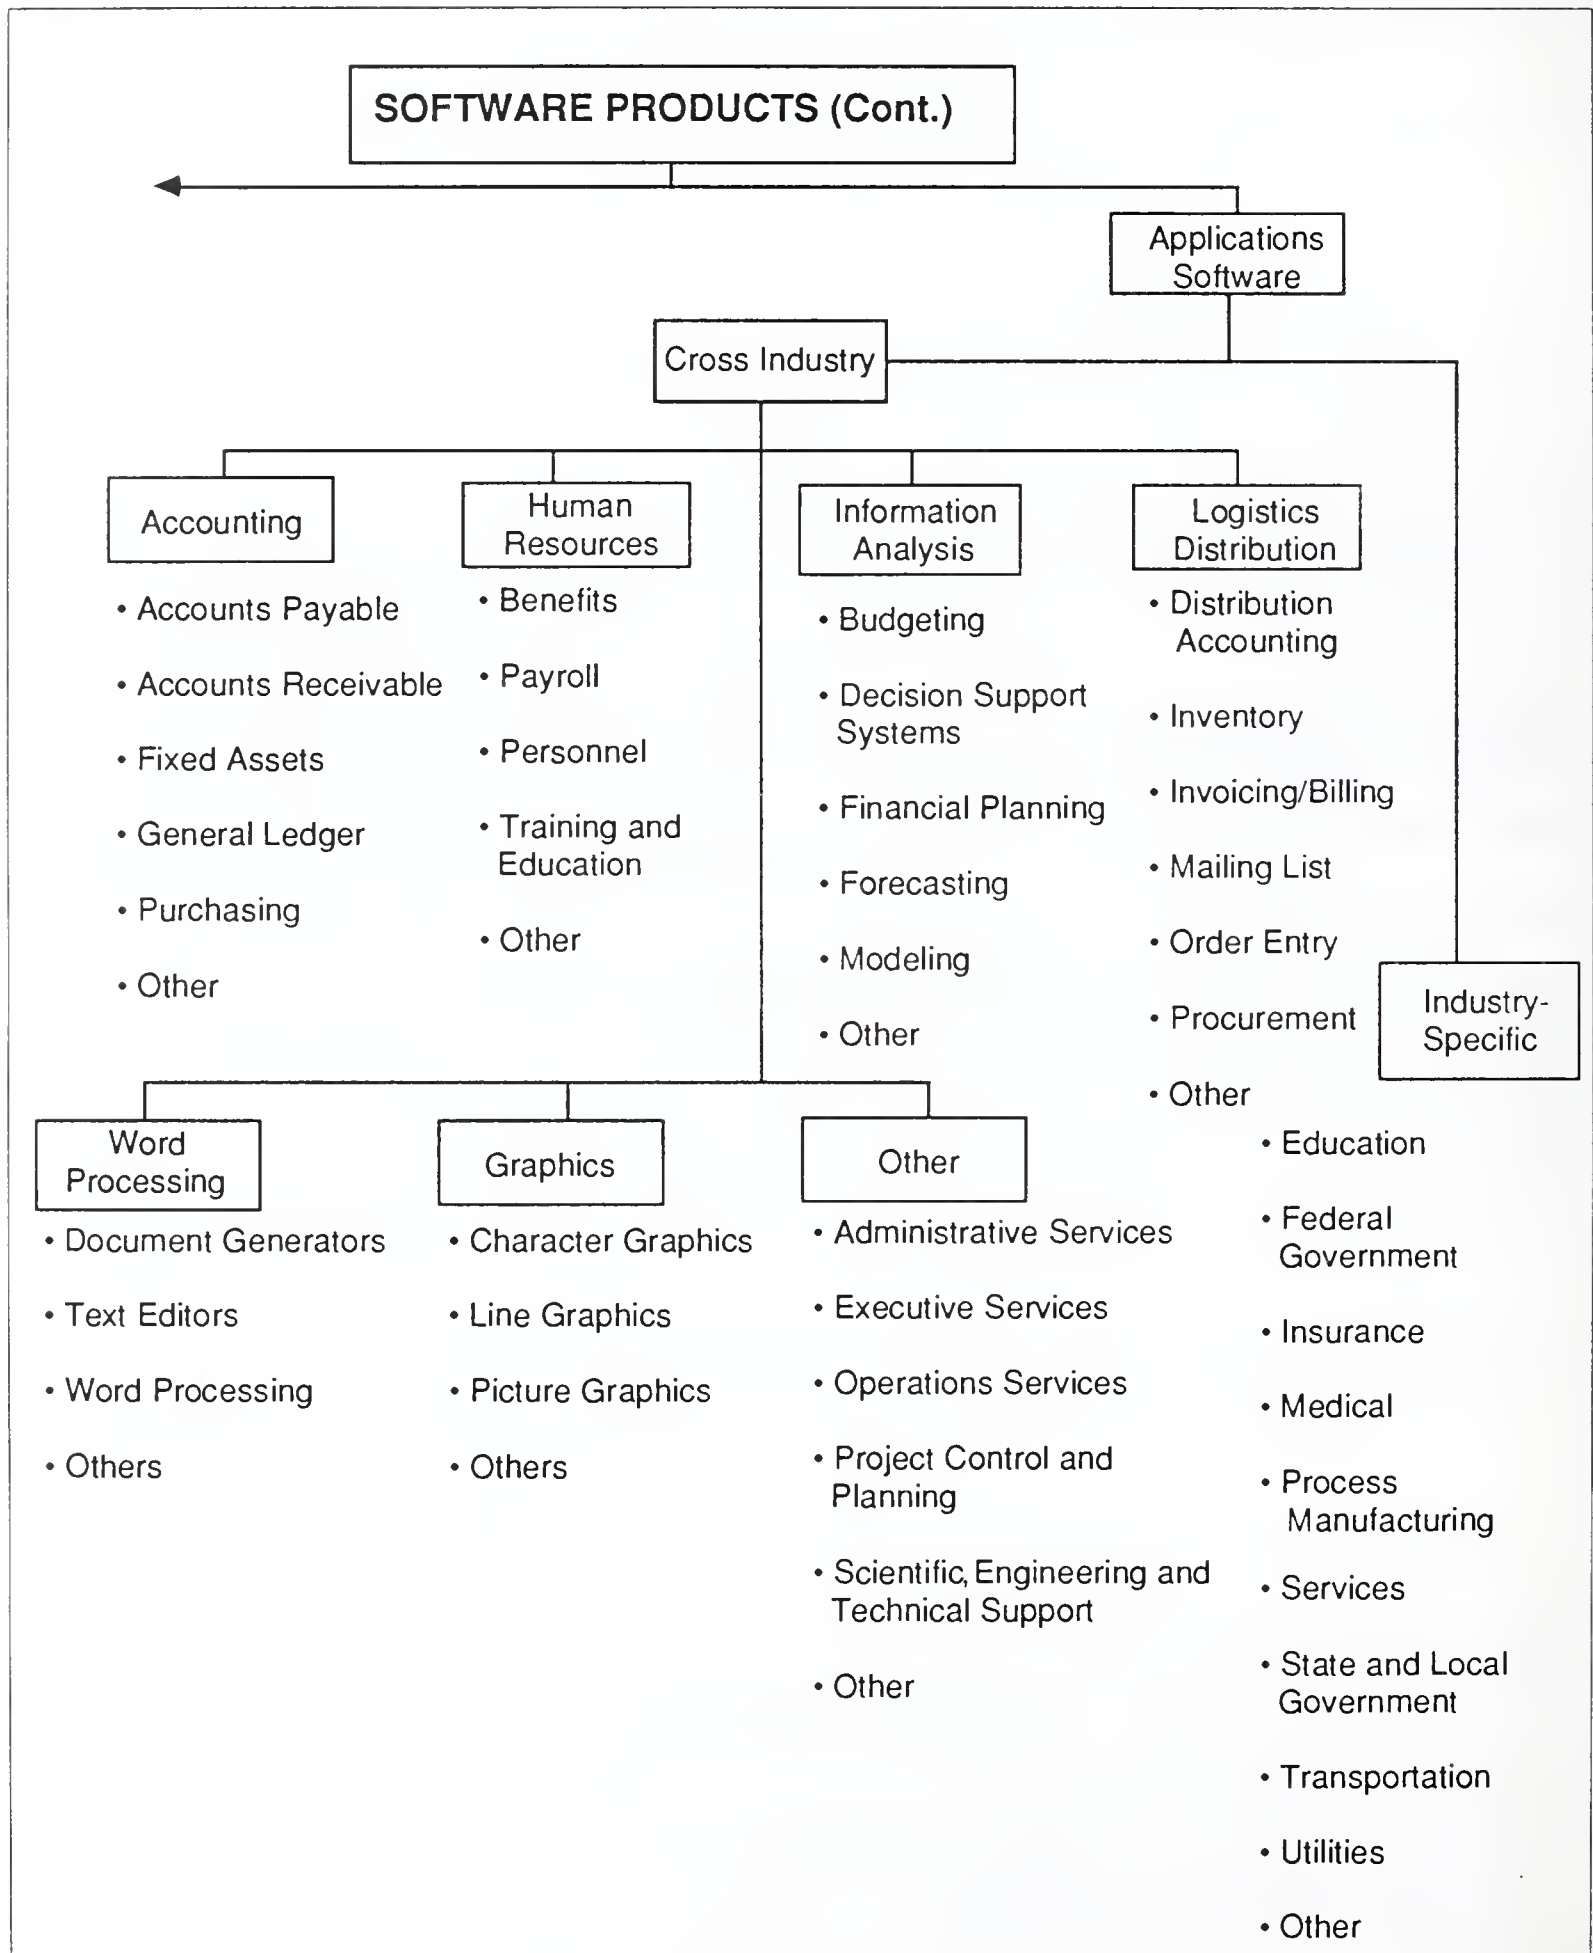 SOFTWARE PRODUCTS (Cont.)
Applications
Software
Cross Industry
Accounting
• Accounts Payable
• Accounts Receivable
• Fixed Assets
• General Ledger
• Purchasing
• Other
Human
Resources
• Benefits
• Payroll
• Personnel
• Training and
Education
• Other
Information
Analysis
• Budgeting
• Decision Support
Systems
• Financial Planning
• Forecasting
• Modeling
• Other
Logistics
Distribution
• Distribution
Accounting
• Inventory
• Invoicing/Billing
• Mailing List
• Order Entry
• Procurement
• Other
Word
Processing
• Document Generators
• Text Editors
• Word Processing
• Others
Graphics
• Character Graphics
• Line Graphics
• Picture Graphics
• Others
Other
• Administrative Services
• Executive Services
• Operations Services
• Project Control and
Planning
• Scientific, Engineering and
Technical Support
• Other
Industry-
Specific
• Education
• Federal
Government
• Insurance
• Medical
• Process
Manufacturing
• Services
• State and Local
Government
• Transportation
• Utilities
• Other